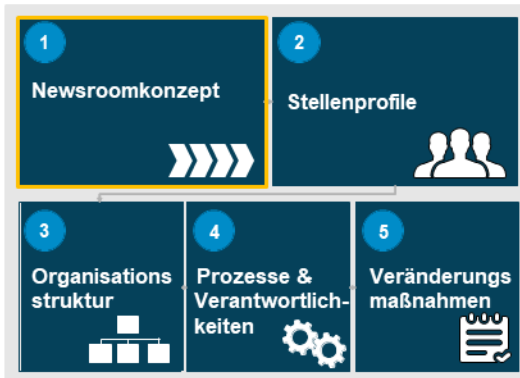 1
Newsroomkonzept
2
Stellenprofile
3
Organisations
struktur
4
Prozesse &
Verantwortlich-
keiten
5
Veränderungs
maßnahmen